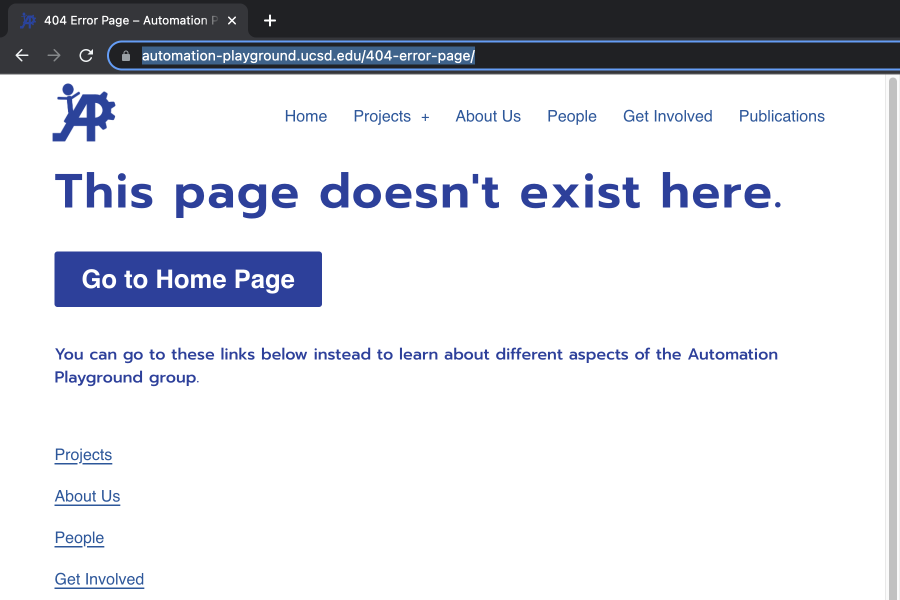 404 Error Page – Automation P
automation-playground.ucsd.edu/404-error-page/
AP
Home Projects + About Us People Get Involved Publications
This page doesn't exist here.
Go to Home Page
You can go to these links below instead to learn about different aspects of the Automation
Playground group.
Projects
About Us
People
Get Involved